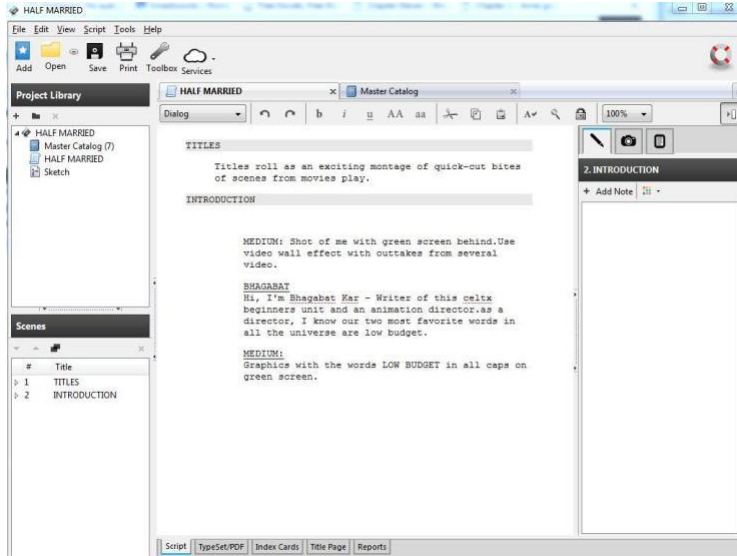 HALF MARRIED
File Edit View Script Tools Help
Add Open Save Print Toolbox Services
Project Library
HALF MARRIED
Master Catalog (7)
HALF MARRIED
Sketch
Scenes
# Title
1 TITLES
2 INTRODUCTION
HALF MARRIED Master Catalog
Dialog b i u AA aa 100%
TITLES
Titles roll as an exciting montage of quick-cut bites
of scenes from movies play.
INTRODUCTION
MEDIUM: Shot of me with green screen behind.Use
video wall effect with outtakes from several
video.
BHAGABAT
Hi, I'm Bhagabat Kar - Writer of this celtx
beginners unit and an animation director.as a
director, I know our two most favorite words in
all the universe are low budget.
MEDIUM:
Graphics with the words LOW BUDGET in all caps on
green screen.
Script TypeSet/PDF Index Cards Title Page Reports
2. INTRODUCTION
+ Add Note